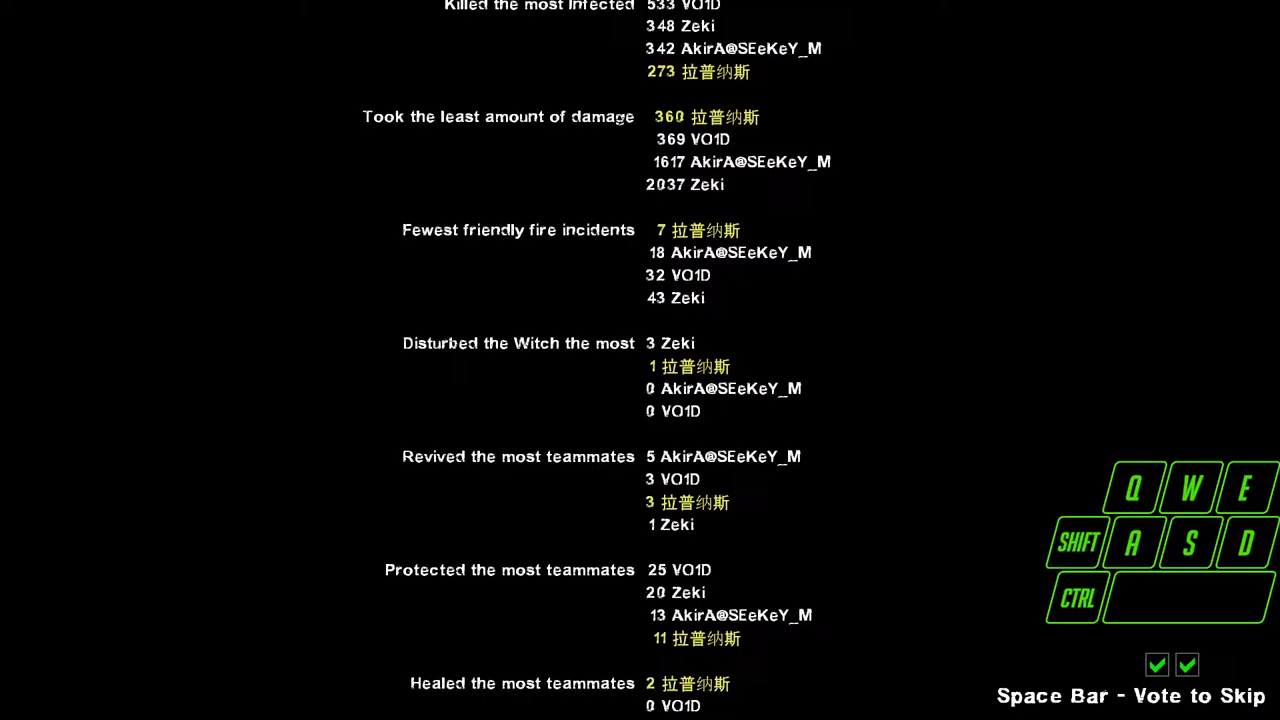 Killed the most Infected 533 VO1D
348 Zeki
342 AkirA@SEeKeY_M
273 拉普纳斯
Took the least amount of damage 360 拉普纳斯
369 VO1D
1617 AkirA@SEeKeY_M
2037 Zeki
Fewest friendly fire incidents 7 拉普纳斯
18 AkirA@SEeKeY_M
32 VO1D
43 Zeki
Disturbed the Witch the most 3 Zeki
1 拉普纳斯
0 AkirA@SEeKeY_M
0 VO1D
Revived the most teammates 5 AkirA@SEeKeY_M
3 VO1D
3 拉普纳斯
1 Zeki
Protected the most teammates 25 VO1D
20 Zeki
13 AkirA@SEeKeY_M
11 拉普纳斯
Healed the most teammates 2 拉普纳斯
0 VO1D
Q W E
SHIFT A S D
CTRL
Space Bar - Vote to Skip